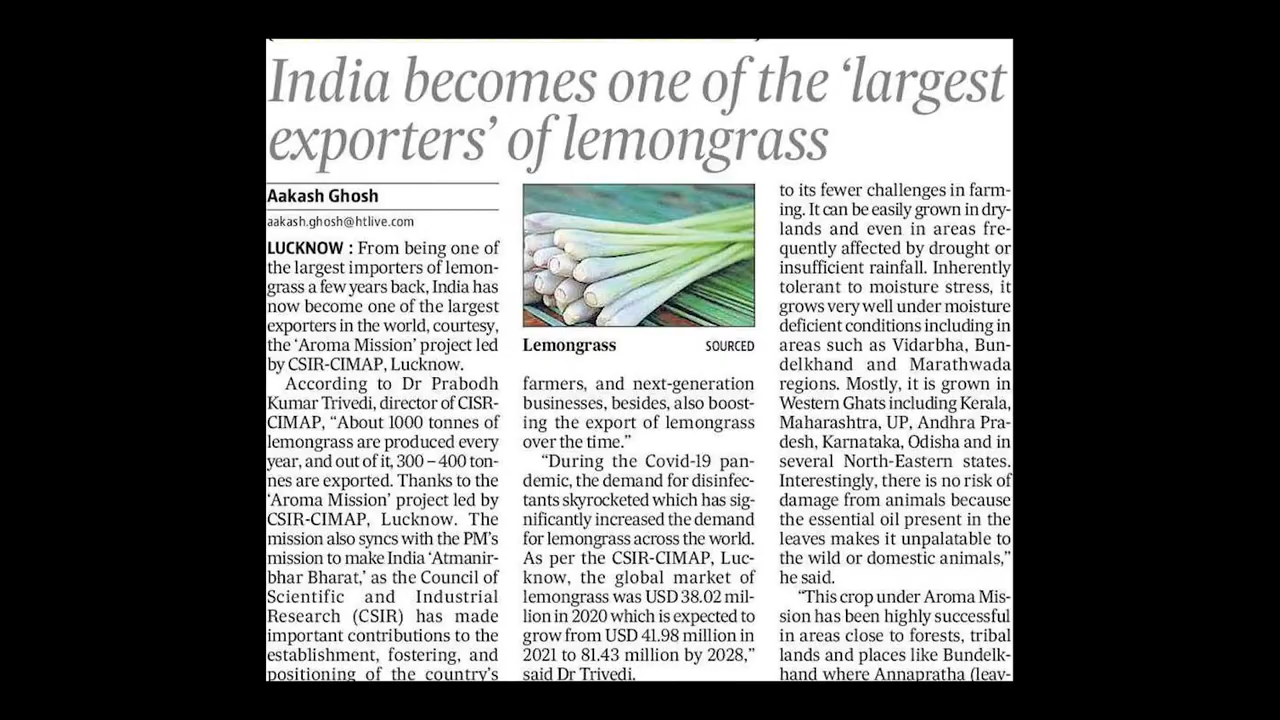 India becomes one of the ‘largest
exporters’ of lemongrass
Aakash Ghosh
aakash.ghosh@htlive.com
LUCKNOW : From being one of
the largest importers of lemon-
grass a few years back, India has
now become one of the largest
exporters in the world, courtesy,
the ‘Aroma Mission’ project led
by CSIR-CIMAP, Lucknow.
According to Dr Prabodh
Kumar Trivedi, director of CISR-
CIMAP, “About 1000 tonnes of
lemongrass are produced every
year, and out of it, 300 – 400 ton-
nes are exported. Thanks to the
‘Aroma Mission’ project led by
CSIR-CIMAP, Lucknow. The
mission also syncs with the PM’s
mission to make India ‘Atmanir-
bhar Bharat,’ as the Council of
Scientific and Industrial
Research (CSIR) has made
important contributions to the
establishment, fostering, and
positioning of the country’s
Lemongrass SOURCED
farmers, and next-generation
businesses, besides, also boost-
ing the export of lemongrass
over the time.”
“During the Covid-19 pan-
demic, the demand for disinfec-
tants skyrocketed which has sig-
nificantly increased the demand
for lemongrass across the world.
As per the CSIR-CIMAP, Luc-
know, the global market of
lemongrass was USD 38.02 mil-
lion in 2020 which is expected to
grow from USD 41.98 million in
2021 to 81.43 million by 2028,”
said Dr Trivedi.
to its fewer challenges in farm-
ing. It can be easily grown in dry-
lands and even in areas fre-
quently affected by drought or
insufficient rainfall. Inherently
tolerant to moisture stress, it
grows very well under moisture
deficient conditions including in
areas such as Vidarbha, Bun-
delkhand and Marathwada
regions. Mostly, it is grown in
Western Ghats including Kerala,
Maharashtra, UP, Andhra Pra-
desh, Karnataka, Odisha and in
several North-Eastern states.
Interestingly, there is no risk of
damage from animals because
the essential oil present in the
leaves makes it unpalatable to
the wild or domestic animals,”
he said.
“This crop under Aroma Mis-
sion has been highly successful
in areas close to forests, tribal
lands and places like Bundelk-
hand where Annapratha (leav-